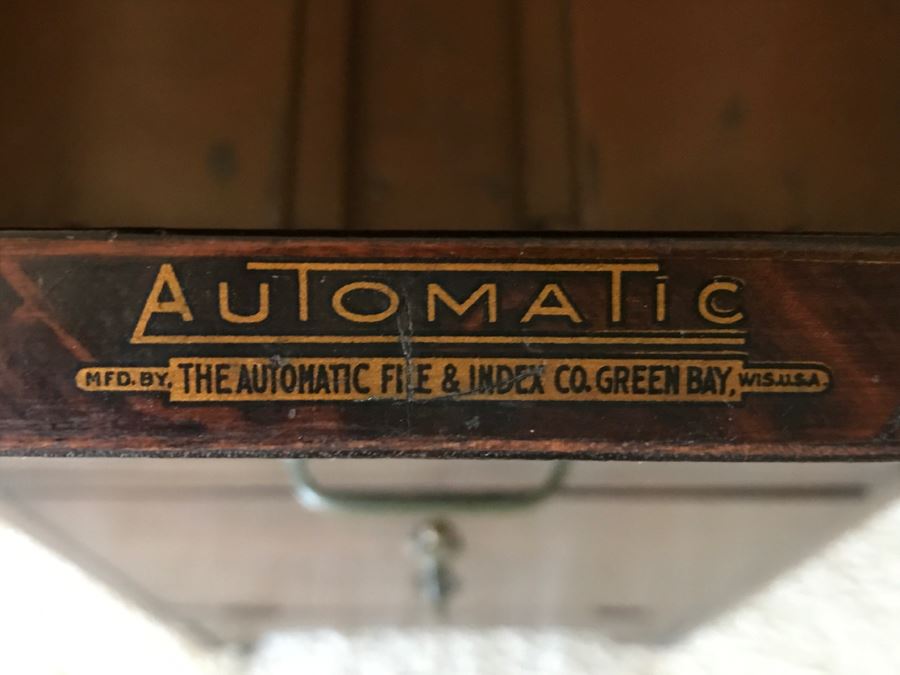 AUTOMATIC
MFD. BY. THE AUTOMATIC FILE & INDEX CO. GREEN BAY, WIS. U.S.A.